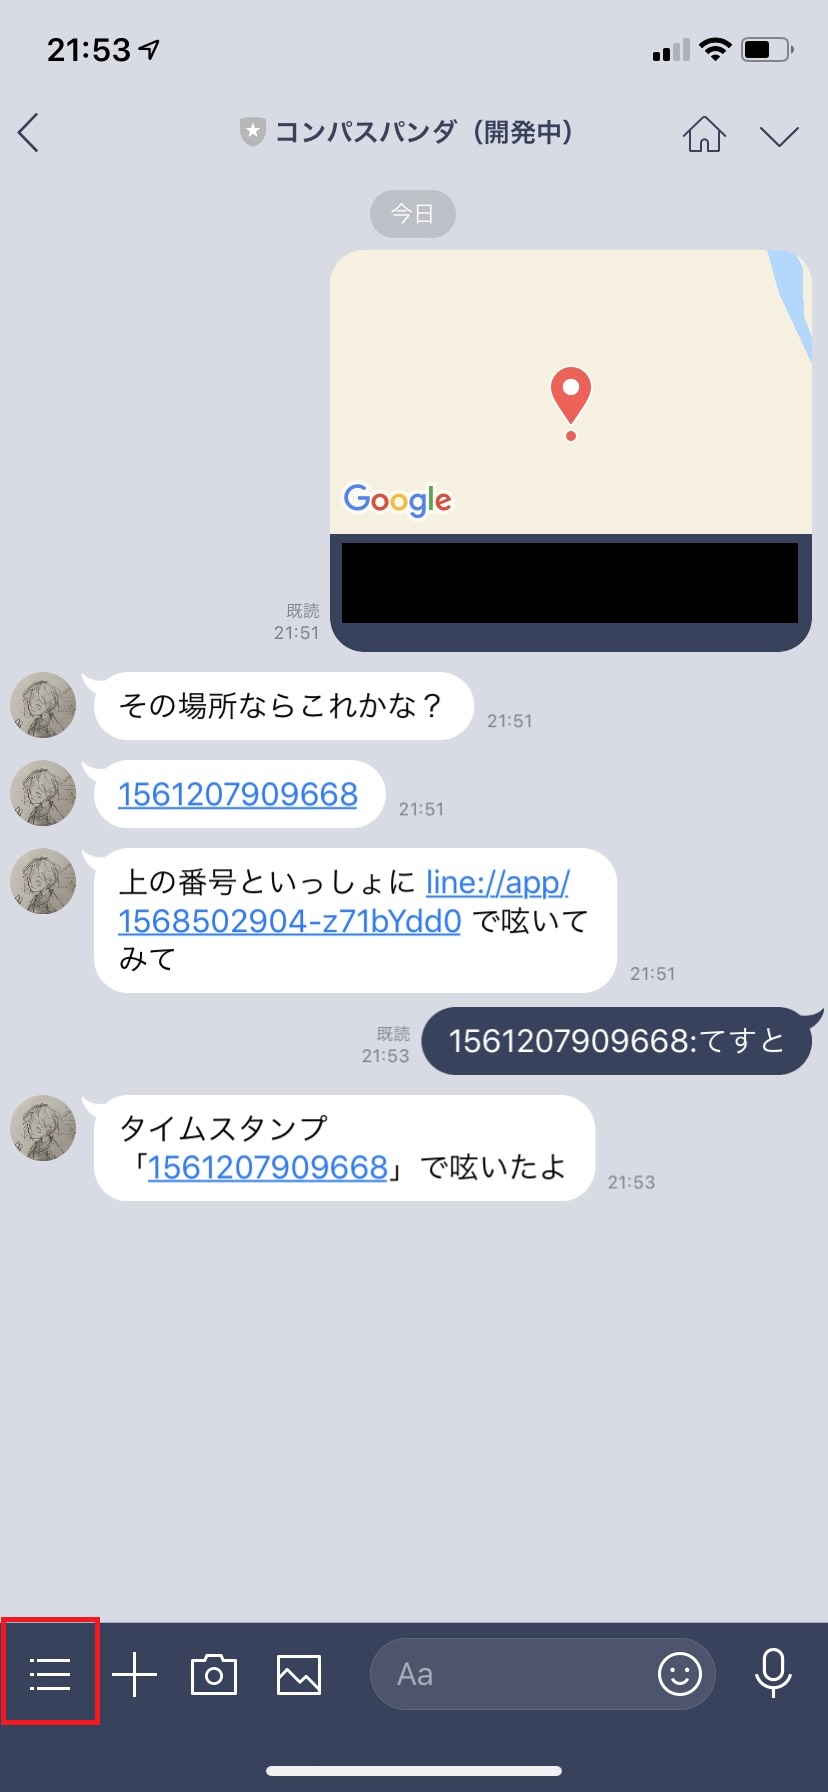 21:53
コンパスパンダ（開発中）
今日
Google
既読
21:51
その場所ならこれかな？
21:51
1561207909668
21:51
上の番号といっしょに line://app/
1568502904-z71bYdd0 で呟いて
みて
21:51
既読
21:53
1561207909668:てすと
タイムスタンプ
「1561207909668」で呟いたよ
21:53
Aa